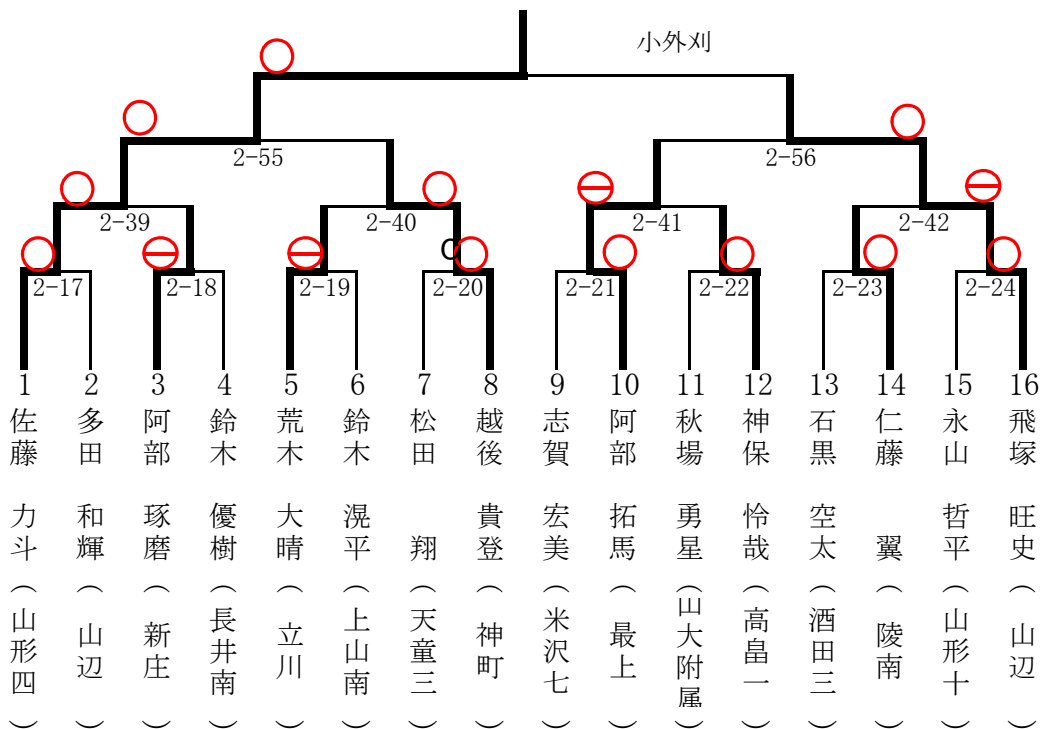 小外刈
2-55
2-56
2-39
2-40
2-41
2-42
2-17
2-18
2-19
2-20
2-21
2-22
2-23
2-24
1
佐藤 力斗（山形四）
2
多田 和輝（山辺）
3
阿部 琢磨（新庄）
4
鈴木 優樹（長井南）
5
荒木 大晴（立川）
6
鈴木 滉平（上山南）
7
松田 翔（天童三）
8
越後 貴登（神町）
9
志賀 宏美（米沢七）
10
阿部 拓馬（最上）
11
秋場 勇星（山大附属）
12
神保 怜哉（高畠一）
13
石黒 空太（酒田三）
14
仁藤 翼（陵南）
15
永山 哲平（山形十）
16
飛塚 旺史（山辺）